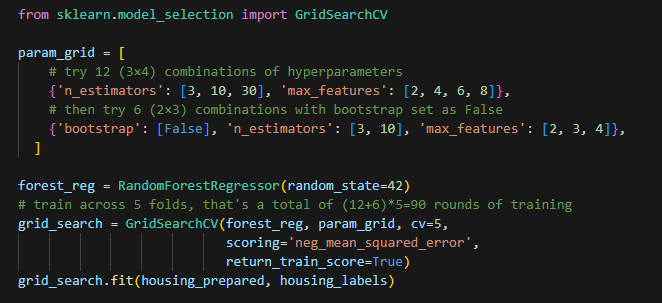 from sklearn.model_selection import GridSearchCV
param_grid = [
# try 12 (3×4) combinations of hyperparameters
{'n_estimators': [3, 10, 30], 'max_features': [2, 4, 6, 8]},
# then try 6 (2×3) combinations with bootstrap set as False
{'bootstrap': [False], 'n_estimators': [3, 10], 'max_features': [2, 3, 4]},
]
forest_reg = RandomForestRegressor(random_state=42)
# train across 5 folds, that's a total of (12+6)*5=90 rounds of training
grid_search = GridSearchCV(forest_reg, param_grid, cv=5,
scoring='neg_mean_squared_error',
return_train_score=True)
grid_search.fit(housing_prepared, housing_labels)